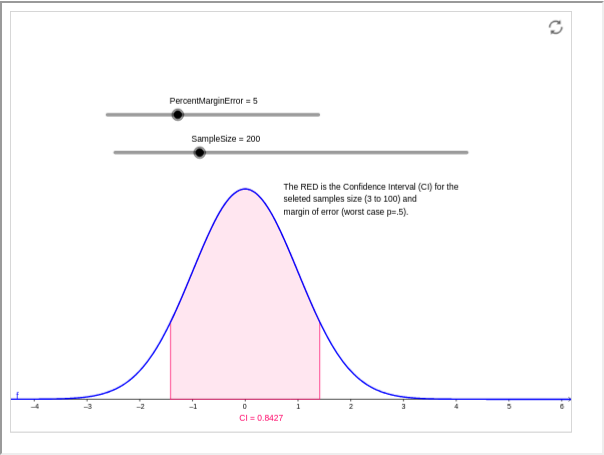 PercentMarginError = 5
SampleSize = 200
The RED is the Confidence Interval (CI) for the
seleted samples size (3 to 100) and
margin of error (worst case p=.5).
f
–4 –3 –2 –1 0 1 2 3 4 5 6
CI = 0.8427